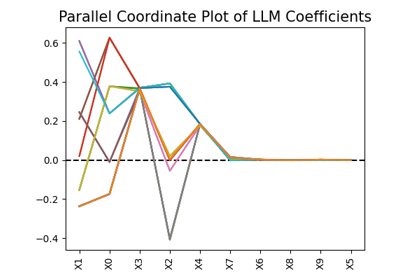 Parallel Coordinate Plot of LLM Coefficients
0.6
0.4
0.2
0.0
−0.2
−0.4
X1
X0
X3
X2
X4
X7
X6
X8
X9
X5